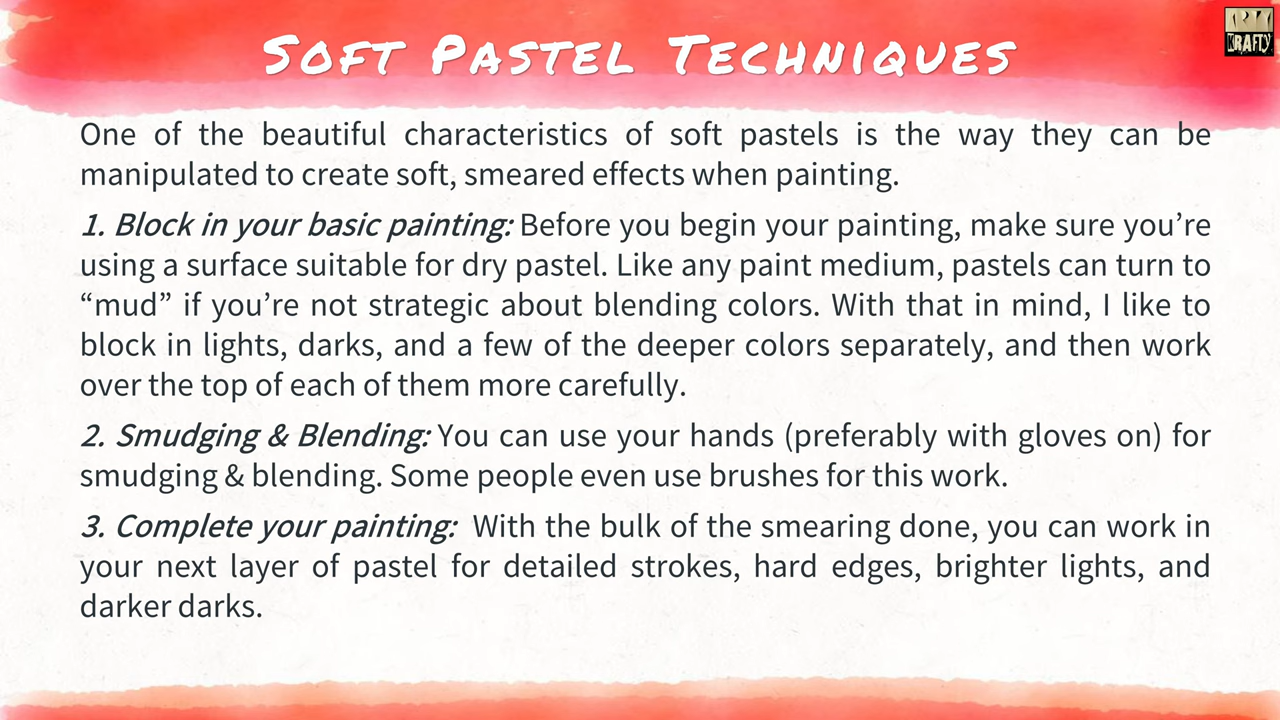 SOFT PASTEL TECHNIQUES
KRAFTY
One of the beautiful characteristics of soft pastels is the way they can be
manipulated to create soft, smeared effects when painting.
1. Block in your basic painting: Before you begin your painting, make sure you’re
using a surface suitable for dry pastel. Like any paint medium, pastels can turn to
“mud” if you’re not strategic about blending colors. With that in mind, I like to
block in lights, darks, and a few of the deeper colors separately, and then work
over the top of each of them more carefully.
2. Smudging & Blending: You can use your hands (preferably with gloves on) for
smudging & blending. Some people even use brushes for this work.
3. Complete your painting: With the bulk of the smearing done, you can work in
your next layer of pastel for detailed strokes, hard edges, brighter lights, and
darker darks.